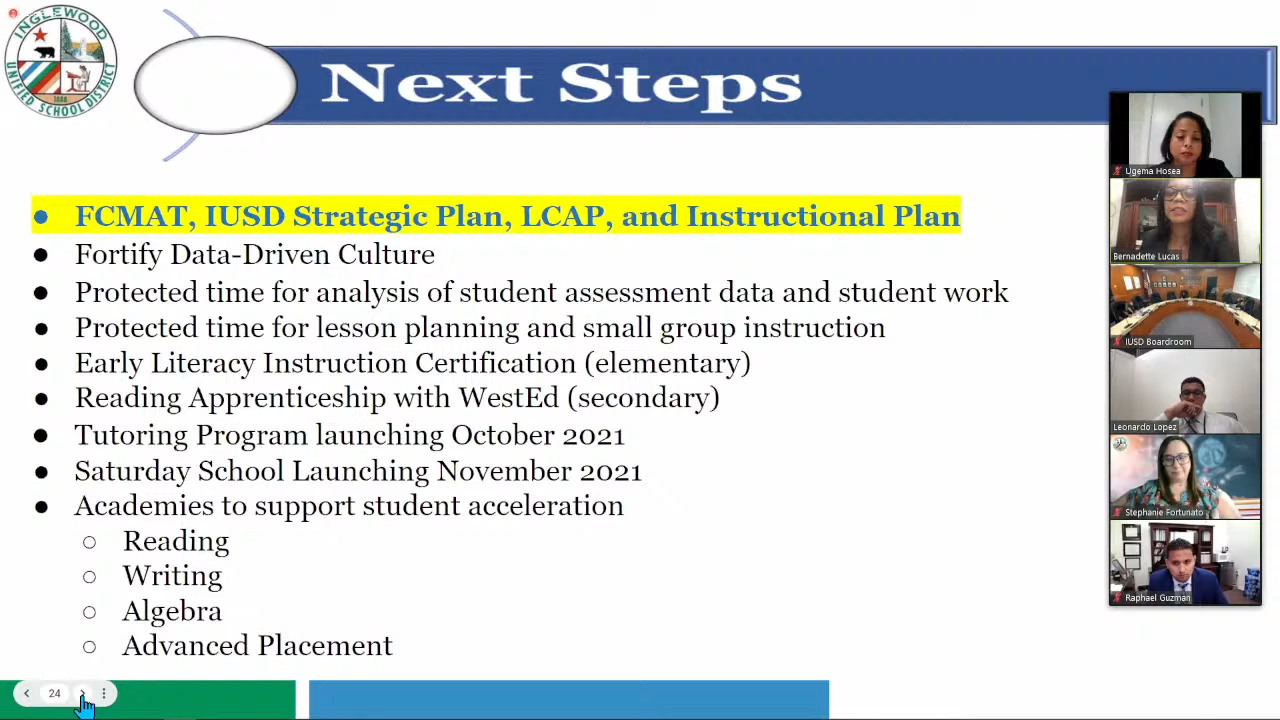 INGLEWOOD
UNIFIED SCHOOL DISTRICT
Next Steps
● FCMAT, IUSD Strategic Plan, LCAP, and Instructional Plan
● Fortify Data-Driven Culture
● Protected time for analysis of student assessment data and student work
● Protected time for lesson planning and small group instruction
● Early Literacy Instruction Certification (elementary)
● Reading Apprenticeship with WestEd (secondary)
● Tutoring Program launching October 2021
● Saturday School Launching November 2021
● Academies to support student acceleration
○ Reading
○ Writing
○ Algebra
○ Advanced Placement
24
Ugema Hosea
Bernadette Lucas
IUSD Boardroom
Leonardo Lopez
Stephanie Fortunato
Raphael Guzman